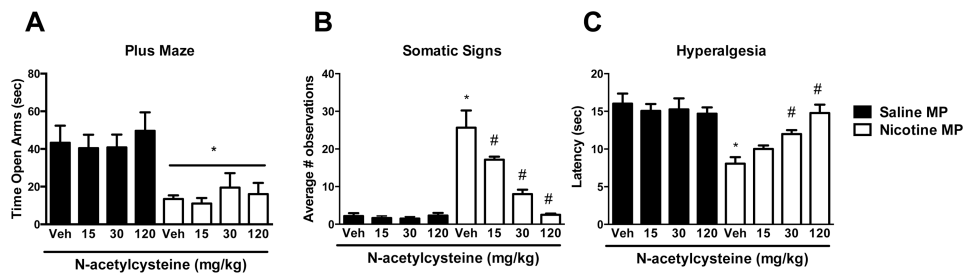 A
Plus Maze
Time Open Arms (sec)
80
60
40
20
0
*
Veh 15 30 120 Veh 15 30 120
N-acetylcysteine (mg/kg)
B
Somatic Signs
Average # observations
40
30
20
10
0
*
#
#
#
Veh 15 30 120 Veh 15 30 120
N-acetylcysteine (mg/kg)
C
Hyperalgesia
Latency (sec)
20
15
10
5
0
*
#
#
Veh 15 30 120 Veh 15 30 120
N-acetylcysteine (mg/kg)
Saline MP
Nicotine MP